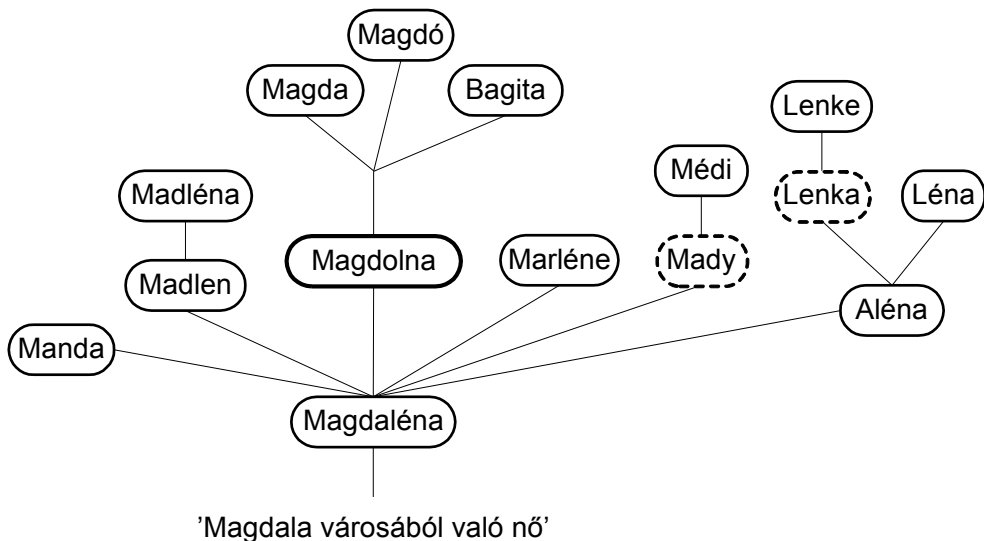 Magdó
Magda
Bagita
Lenke
Médi
Madléna
Lenka
Léna
Magdolna
Marléne
Mady
Madlen
Aléna
Manda
Magdaléna
’Magdala városából való nő’